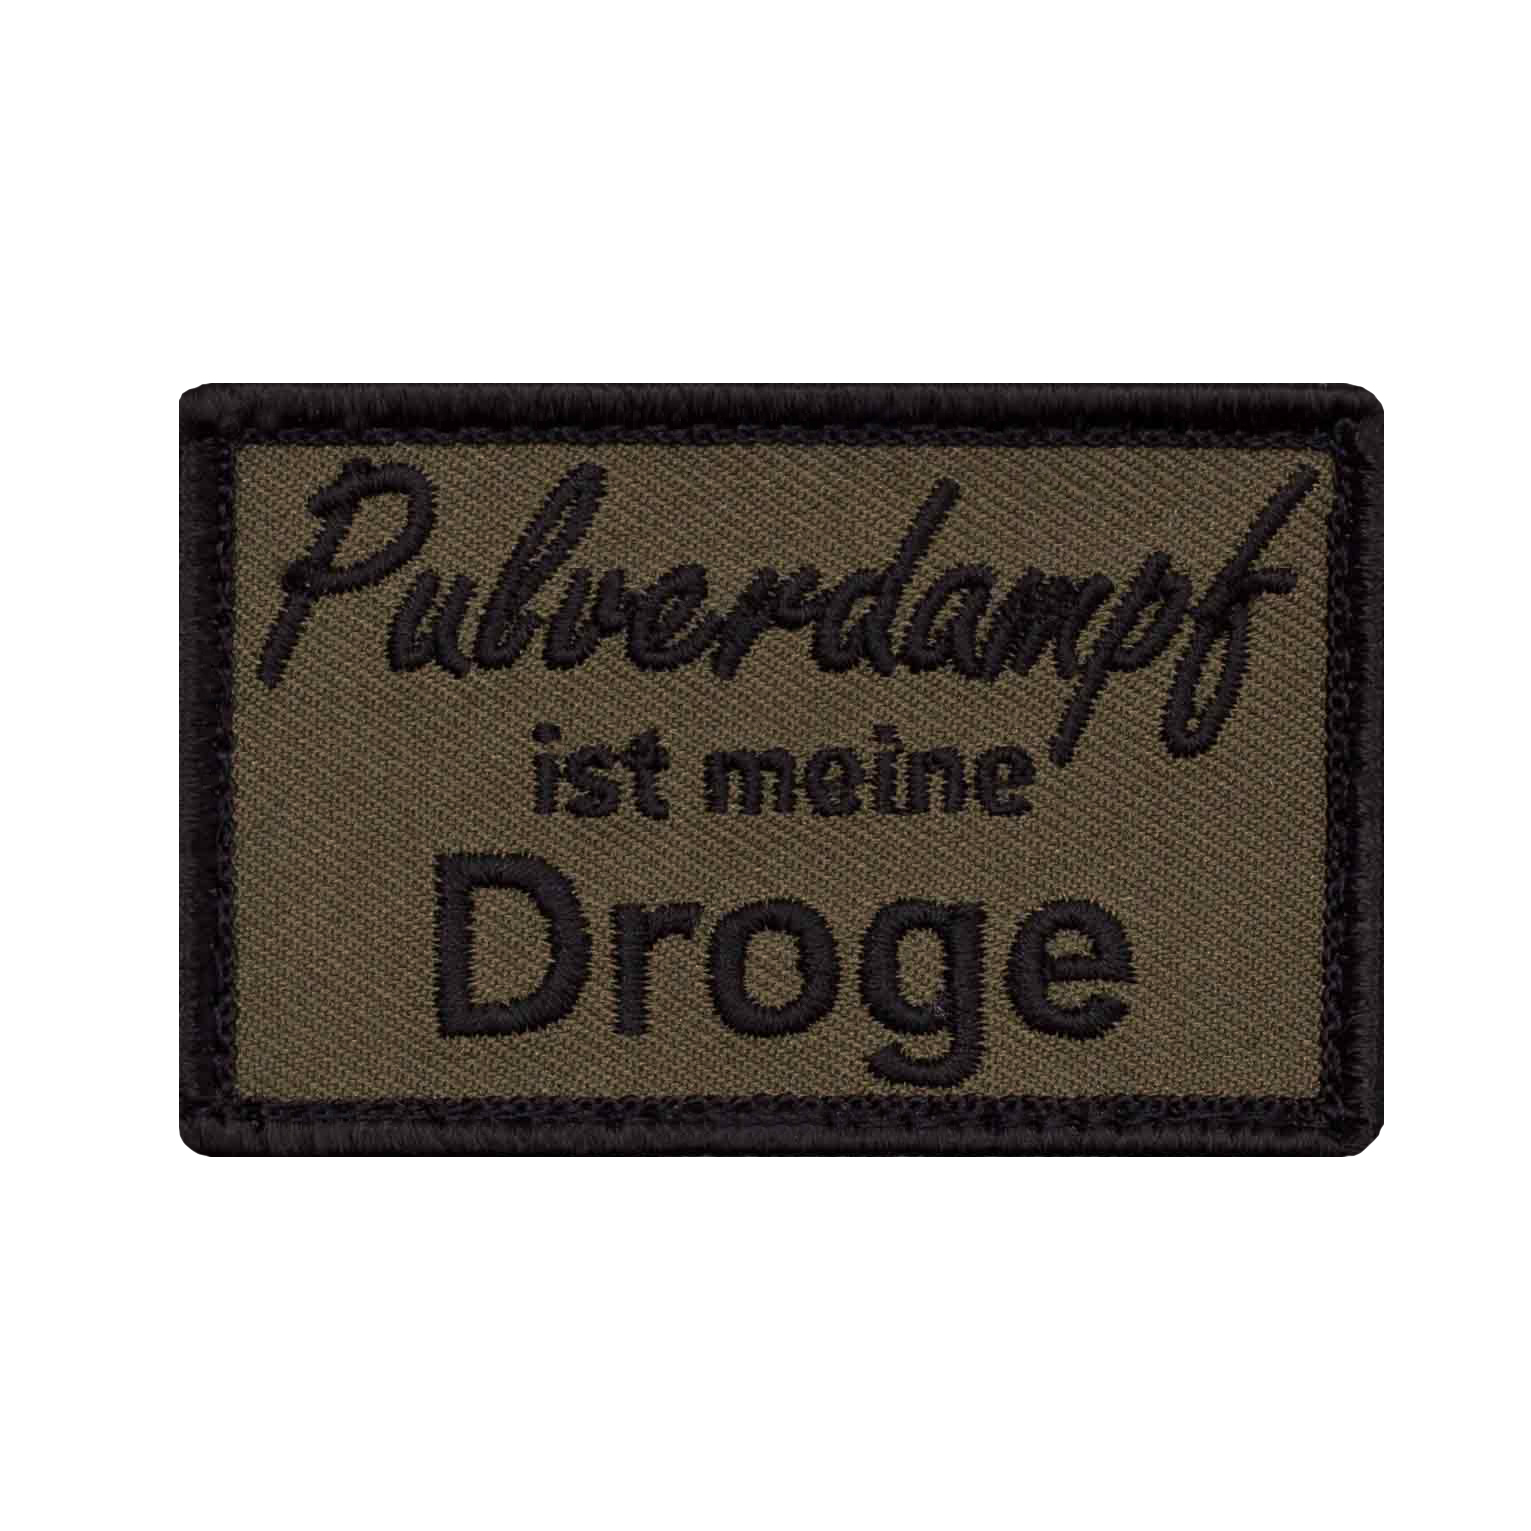 Pulverdampf
ist meine
Droge